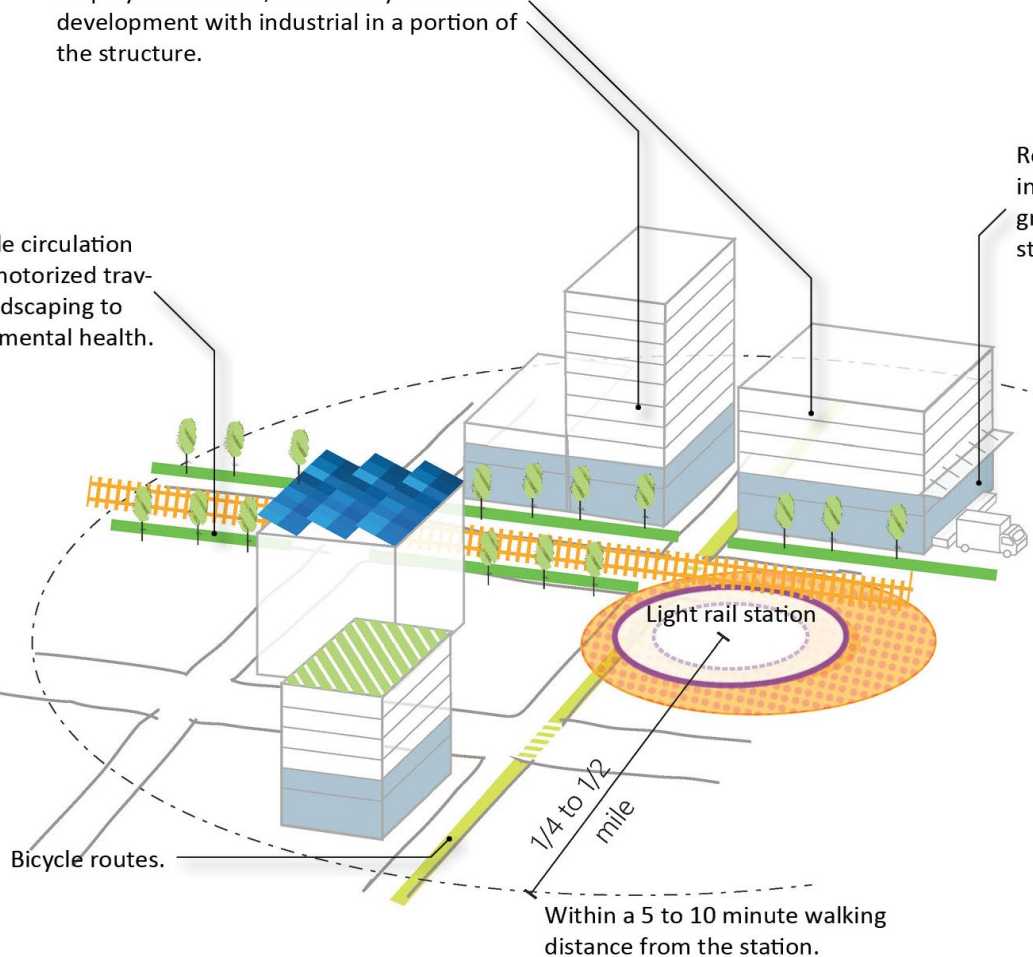 development with industrial in a portion of
the structure.
le circulation
motorized trav-
dscaping to
mental health.
Light rail station
1/4 to 1/2
mile
Bicycle routes.
Within a 5 to 10 minute walking
distance from the station.